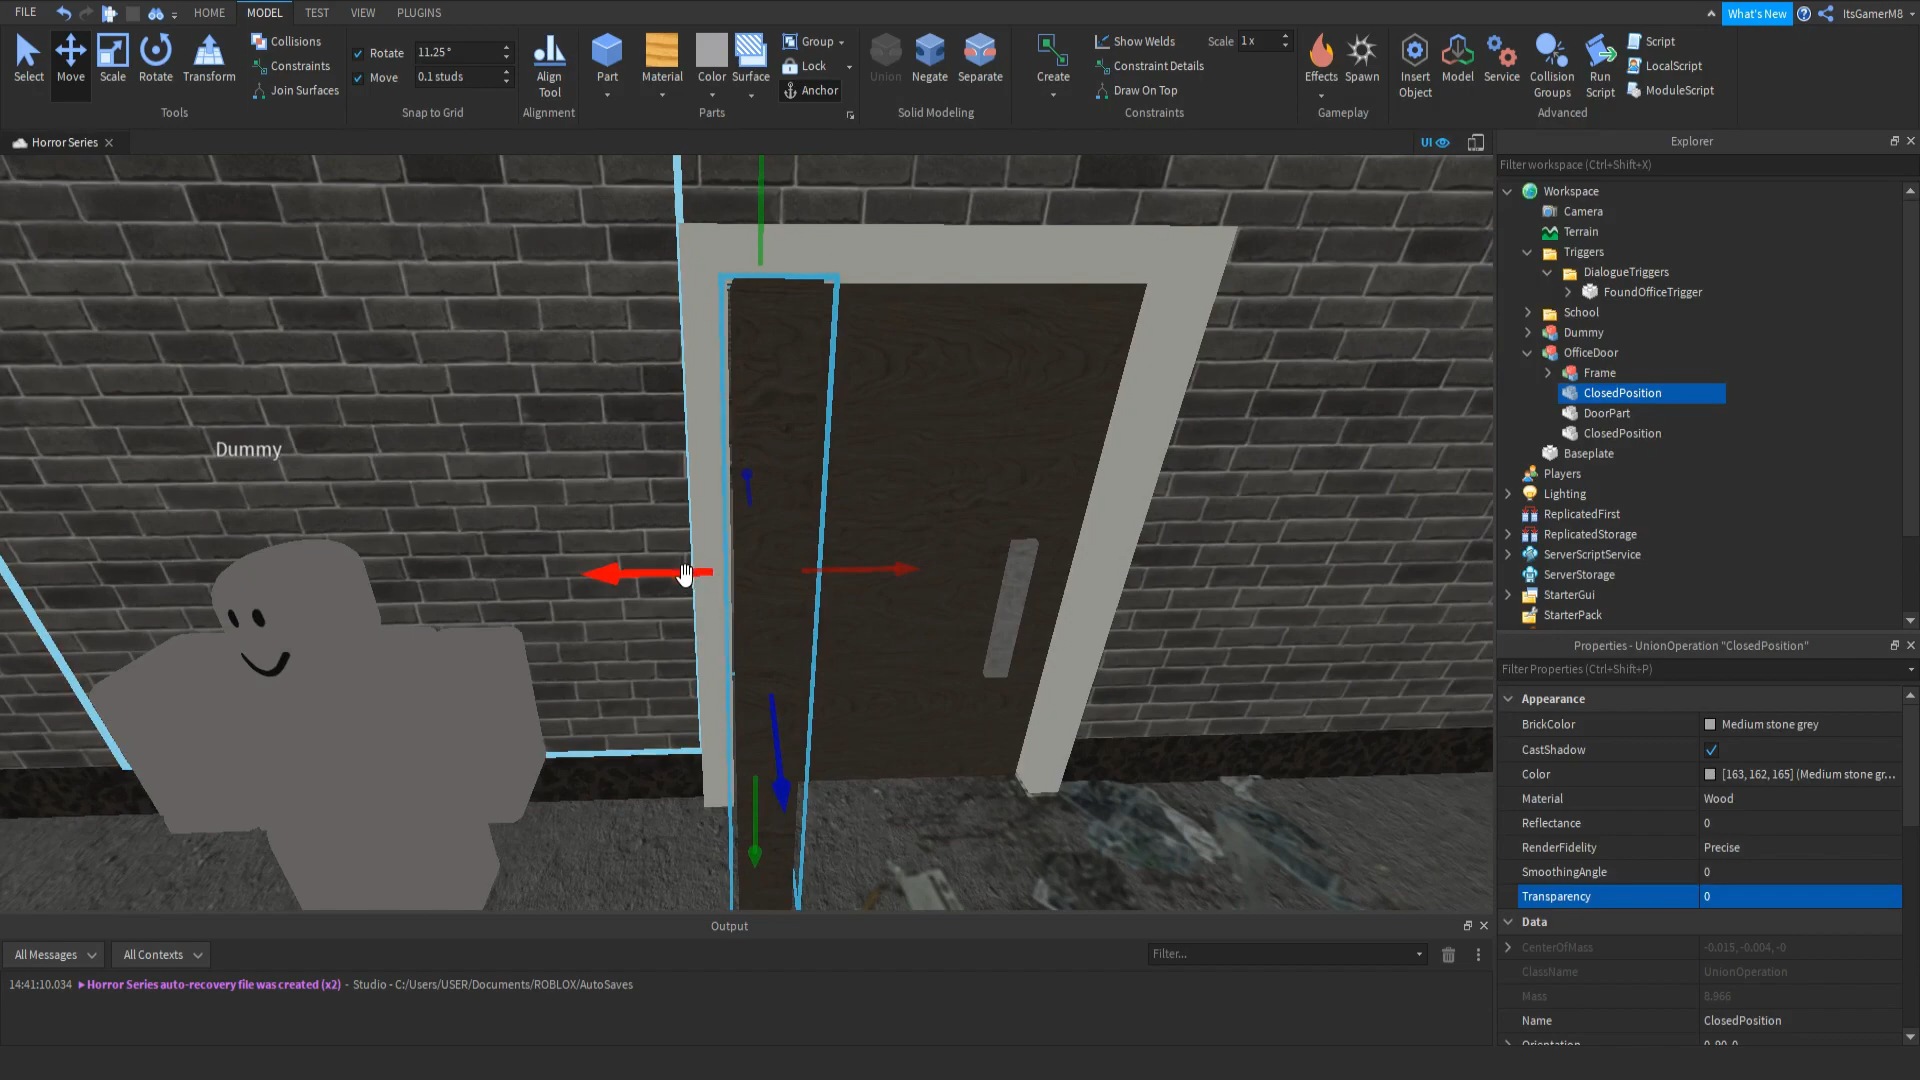 FILE HOME MODEL TEST VIEW PLUGINS What's New ItsGamerM8
Select Move Scale Rotate Transform
Collisions
Constraints
Join Surfaces
Tools
Rotate 11.25°
Move 0.1 studs
Snap to Grid
Align Tool
Alignment
Part Material Color Surface
Group
Lock
Anchor
Parts
Union Negate Separate
Solid Modeling
Create
Show Welds Scale 1 x
Constraint Details
Draw On Top
Constraints
Effects Spawn
Gameplay
Insert Object Model Service Collision Groups Run Script
Script
LocalScript
ModuleScript
Advanced
Horror Series
UI
Dummy
Explorer
Filter workspace (Ctrl+Shift+X)
Workspace
Camera
Terrain
Triggers
DialogueTriggers
FoundOfficeTrigger
School
Dummy
OfficeDoor
Frame
ClosedPosition
DoorPart
ClosedPosition
Baseplate
Players
Lighting
ReplicatedFirst
ReplicatedStorage
ServerScriptService
ServerStorage
StarterGui
StarterPack
Properties - UnionOperation "ClosedPosition"
Filter Properties (Ctrl+Shift+P)
Appearance
BrickColor Medium stone grey
CastShadow
Color [163, 162, 165] (Medium stone gr...
Material Wood
Reflectance 0
RenderFidelity Precise
SmoothingAngle 0
Transparency 0
Data
CenterOfMass -0.015, -0.004, -0
ClassName UnionOperation
Mass 8.966
Name ClosedPosition
Orientation 0, 90, 0
Output
All Messages All Contexts Filter...
14:41:10.034 Horror Series auto-recovery file was created (x2) - Studio - C:/Users/USER/Documents/ROBLOX/AutoSaves